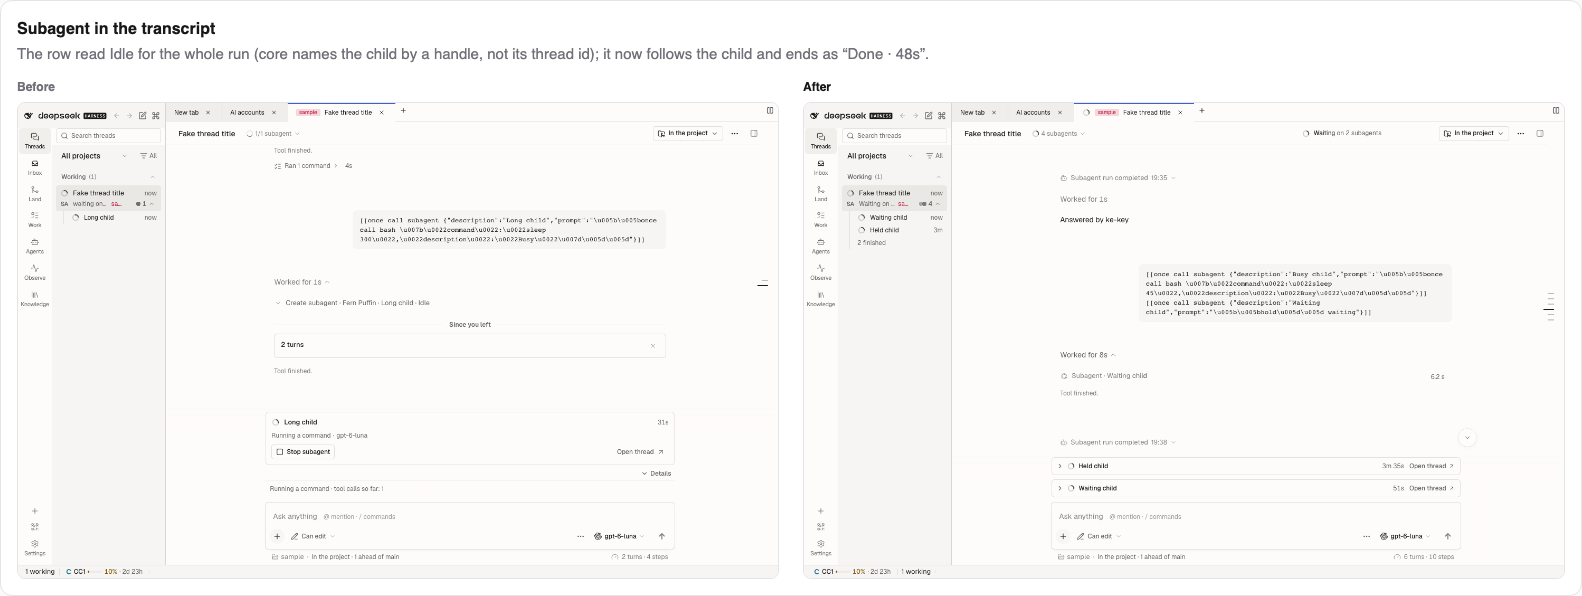 Subagent in the transcript
The row read Idle for the whole run (core names the child by a handle, not its thread id); it now follows the child and ends as “Done · 48s”.
Before
deepseek HARNESS
New tab ×
AI accounts ×
sample Fake thread title ×
+
Threads
Inbox
Land
Work
Agents
Observe
Knowledge
Settings
Search threads
All projects
All
Working (1)
Fake thread title now
SA waiting on... sa... 1
Long child now
Fake thread title 1/1 subagent
In the project
Tool finished.
Ran 1 command > 4s
[[once call subagent {"description":"Long child","prompt":"\u005b\u005bonce
call bash \u007b\u0022command\u0022:\u0022sleep
300\u0022,\u0022description\u0022:\u0022Busy\u0022\u007d\u005d\u005d"}]]
Worked for 1s
Create subagent · Fern Puffin · Long child · Idle
Since you left
2 turns ×
Tool finished.
Long child 31s
Running a command · gpt-6-luna
Stop subagent
Open thread
Details
Running a command · tool calls so far: 1
Ask anything @ mention · / commands
+ Can edit
gpt-6-luna
sample · In the project · 1 ahead of main
2 turns · 4 steps
1 working C CC1 10% · 2d 23h
After
deepseek HARNESS
New tab ×
AI accounts ×
sample Fake thread title ×
+
Threads
Inbox
Land
Work
Agents
Observe
Knowledge
Settings
Search threads
All projects
All
Working (1)
Fake thread title now
SA Waiting on ... sa... 4
Waiting child now
Held child 3m
2 finished
Fake thread title 4 subagents
Waiting on 2 subagents
In the project
Subagent run completed 19:35
Worked for 1s
Answered by ke-key
[[once call subagent {"description":"Busy child","prompt":"\u005b\u005bonce
call bash \u007b\u0022command\u0022:\u0022sleep
45\u0022,\u0022description\u0022:\u0022Busy\u0022\u007d\u005d\u005d"}]]
[[once call subagent {"description":"Waiting
child","prompt":"\u005b\u005bhold\u005d\u005d waiting"}]]
Worked for 8s
Subagent · Waiting child 6.2 s
Tool finished.
Subagent run completed 19:38
> Held child 3m 35s Open thread
> Waiting child 51s Open thread
Ask anything @ mention · / commands
+ Can edit
gpt-6-luna
sample · In the project · 1 ahead of main
6 turns · 10 steps
C CC1 10% · 2d 23h 1 working